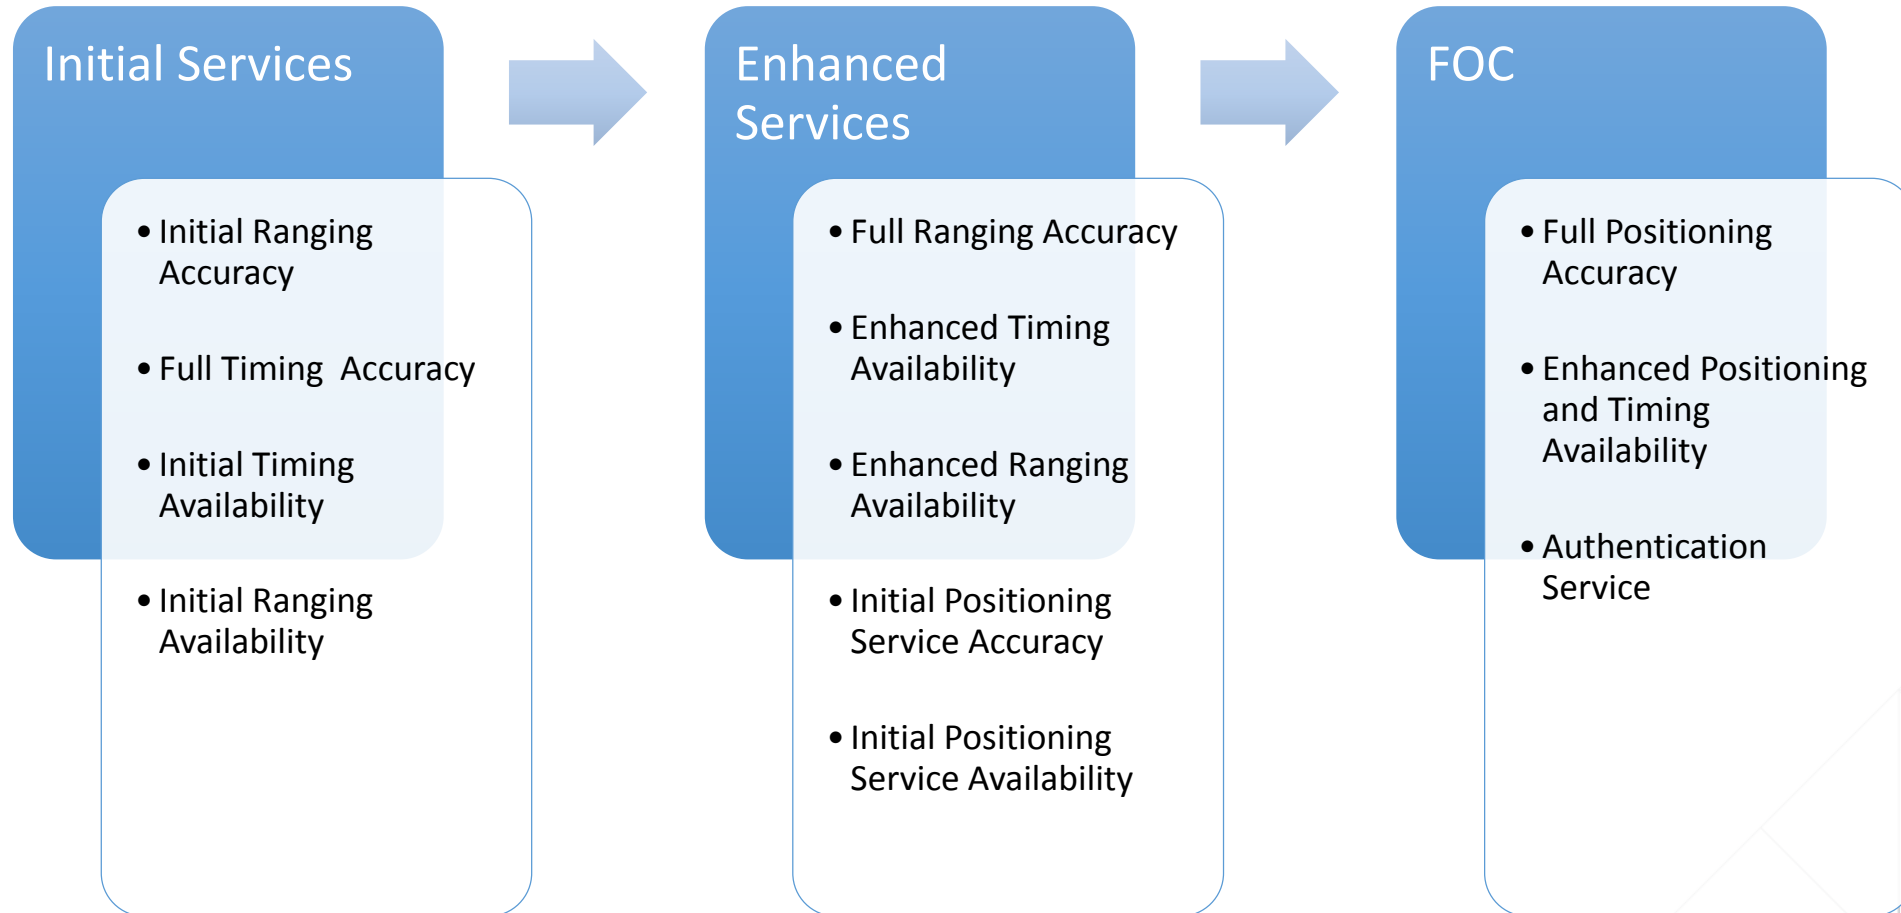 Initial Services
• Initial Ranging
Accuracy
• Full Timing  Accuracy
• Initial Timing
Availability
• Initial Ranging
Availability
Enhanced
Services
• Full Ranging Accuracy
• Enhanced Timing
Availability
• Enhanced Ranging
Availability
• Initial Positioning
Service Accuracy
• Initial Positioning
Service Availability
FOC
• Full Positioning
Accuracy
• Enhanced Positioning
and Timing
Availability
• Authentication
Service